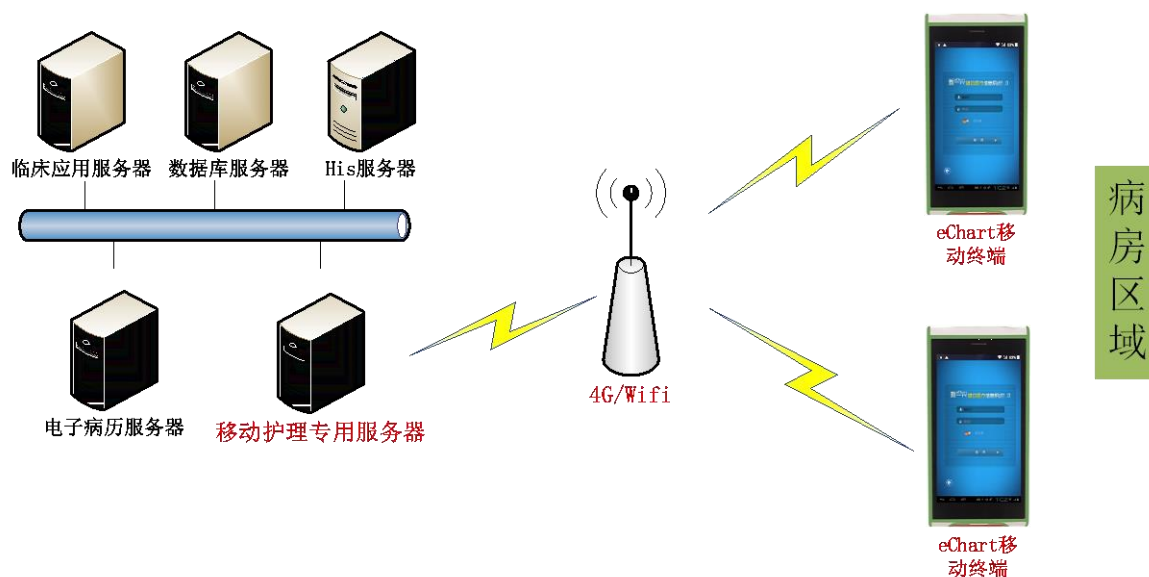 临床应用服务器
数据库服务器
His服务器
电子病历服务器
移动护理专用服务器
4G/Wifi
eChart移
动终端
eChart移
动终端
病
房
区
域